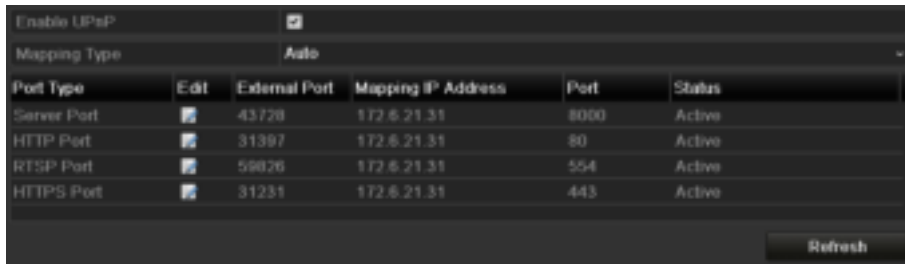 Enable UPnP
Mapping Type Auto
Port Type Edit External Port Mapping IP Address Port Status
Server Port 43728 172.6.21.31 8000 Active
HTTP Port 31397 172.6.21.31 80 Active
RTSP Port 59826 172.6.21.31 554 Active
HTTPS Port 31231 172.6.21.31 443 Active
Refresh